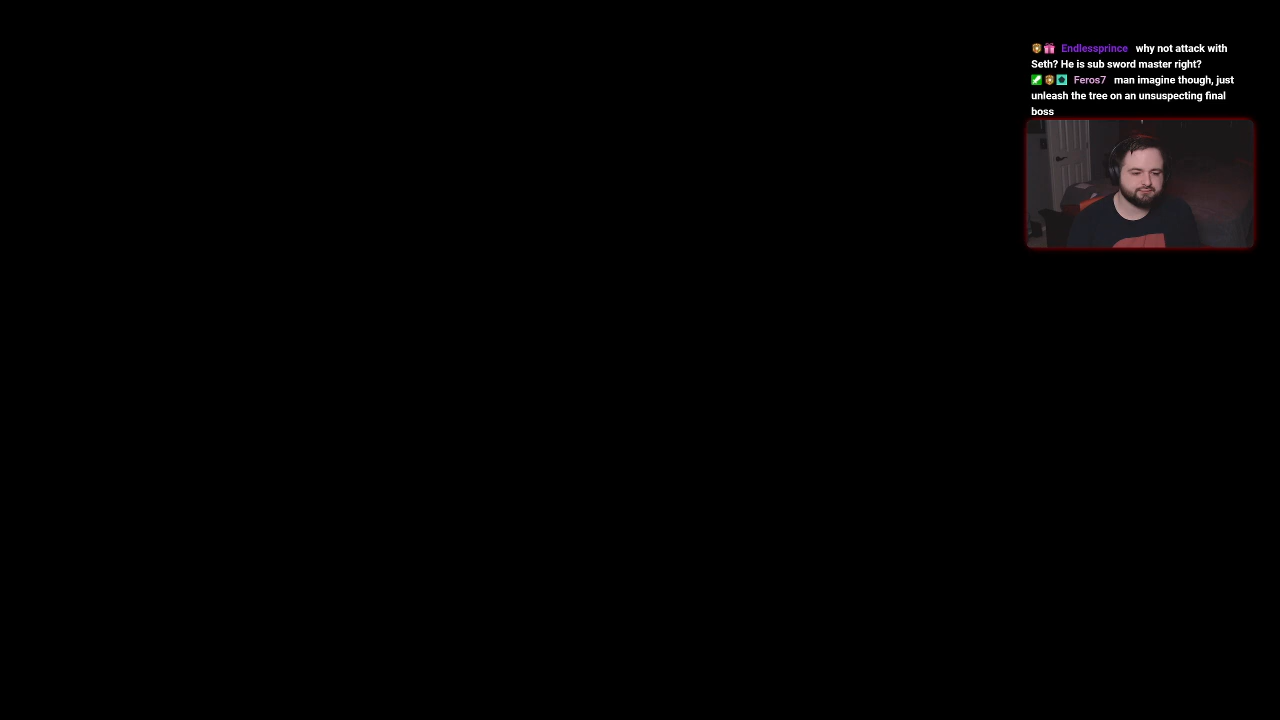 Endlessprince why not attack with
Seth? He is sub sword master right?
Feros7 man imagine though, just
unleash the tree on an unsuspecting final
boss